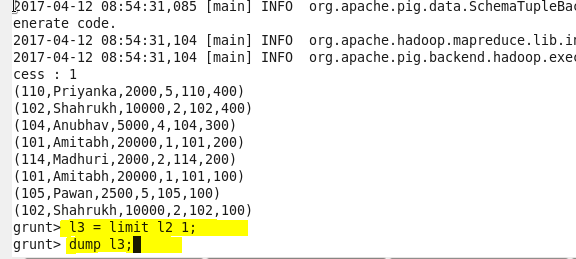 2017-04-12 08:54:31,085 [main] INFO  org.apache.pig.data.SchemaTupleBac
enerate code.
2017-04-12 08:54:31,104 [main] INFO  org.apache.hadoop.mapreduce.lib.in
2017-04-12 08:54:31,104 [main] INFO  org.apache.pig.backend.hadoop.exec
cess : 1
(110,Priyanka,2000,5,110,400)
(102,Shahrukh,10000,2,102,400)
(104,Anubhav,5000,4,104,300)
(101,Amitabh,20000,1,101,200)
(114,Madhuri,2000,2,114,200)
(101,Amitabh,20000,1,101,100)
(105,Pawan,2500,5,105,100)
(102,Shahrukh,10000,2,102,100)
grunt> l3 = limit l2 1;
grunt> dump l3;